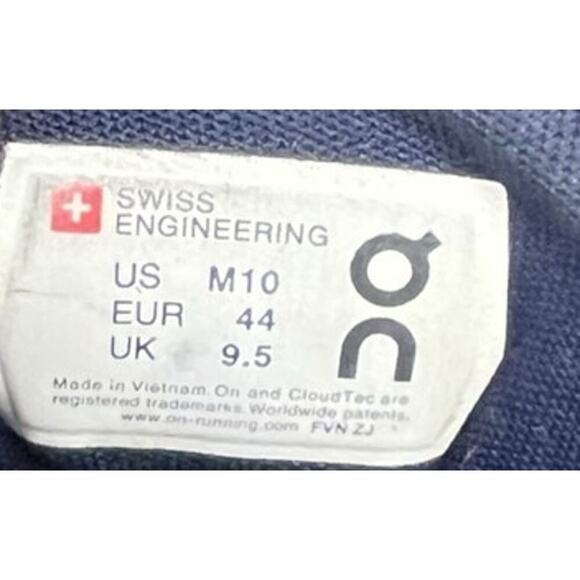 SWISS
ENGINEERING
US M10
EUR 44
UK 9.5
Made in Vietnam. On and CloudTec are
registered trademarks. Worldwide patents.
www.on-running.com FVN ZJ
On